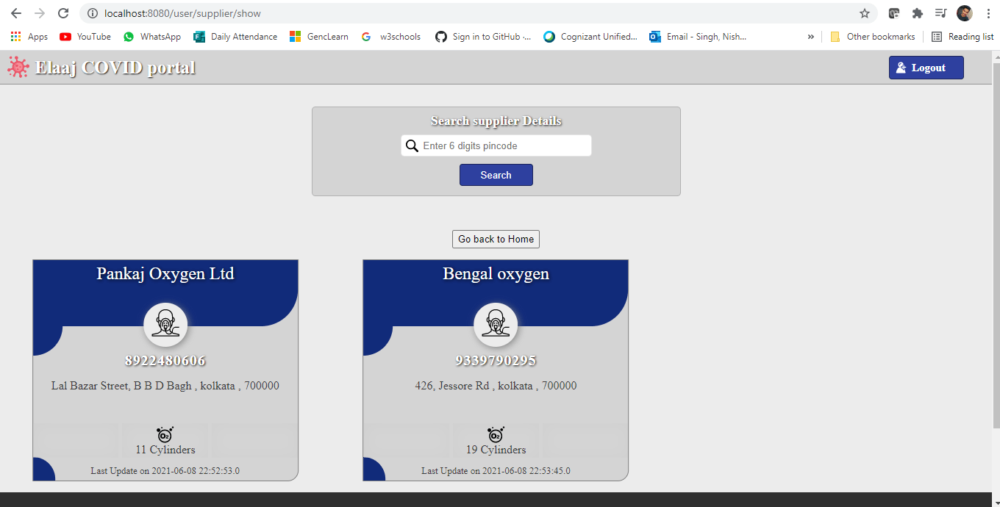 localhost:8080/user/supplier/show
Apps YouTube WhatsApp Daily Attendance GencLearn w3schools Sign in to GitHub ·... Cognizant Unified... Email - Singh, Nish... » Other bookmarks Reading list
Elaaj COVID portal
Logout
Search supplier Details
Enter 6 digits pincode
Search
Go back to Home
Pankaj Oxygen Ltd
8922480606
Lal Bazar Street, B B D Bagh , kolkata , 700000
O2
11 Cylinders
Last Update on 2021-06-08 22:52:53.0
Bengal oxygen
9339790295
426, Jessore Rd , kolkata , 700000
O2
19 Cylinders
Last Update on 2021-06-08 22:53:45.0